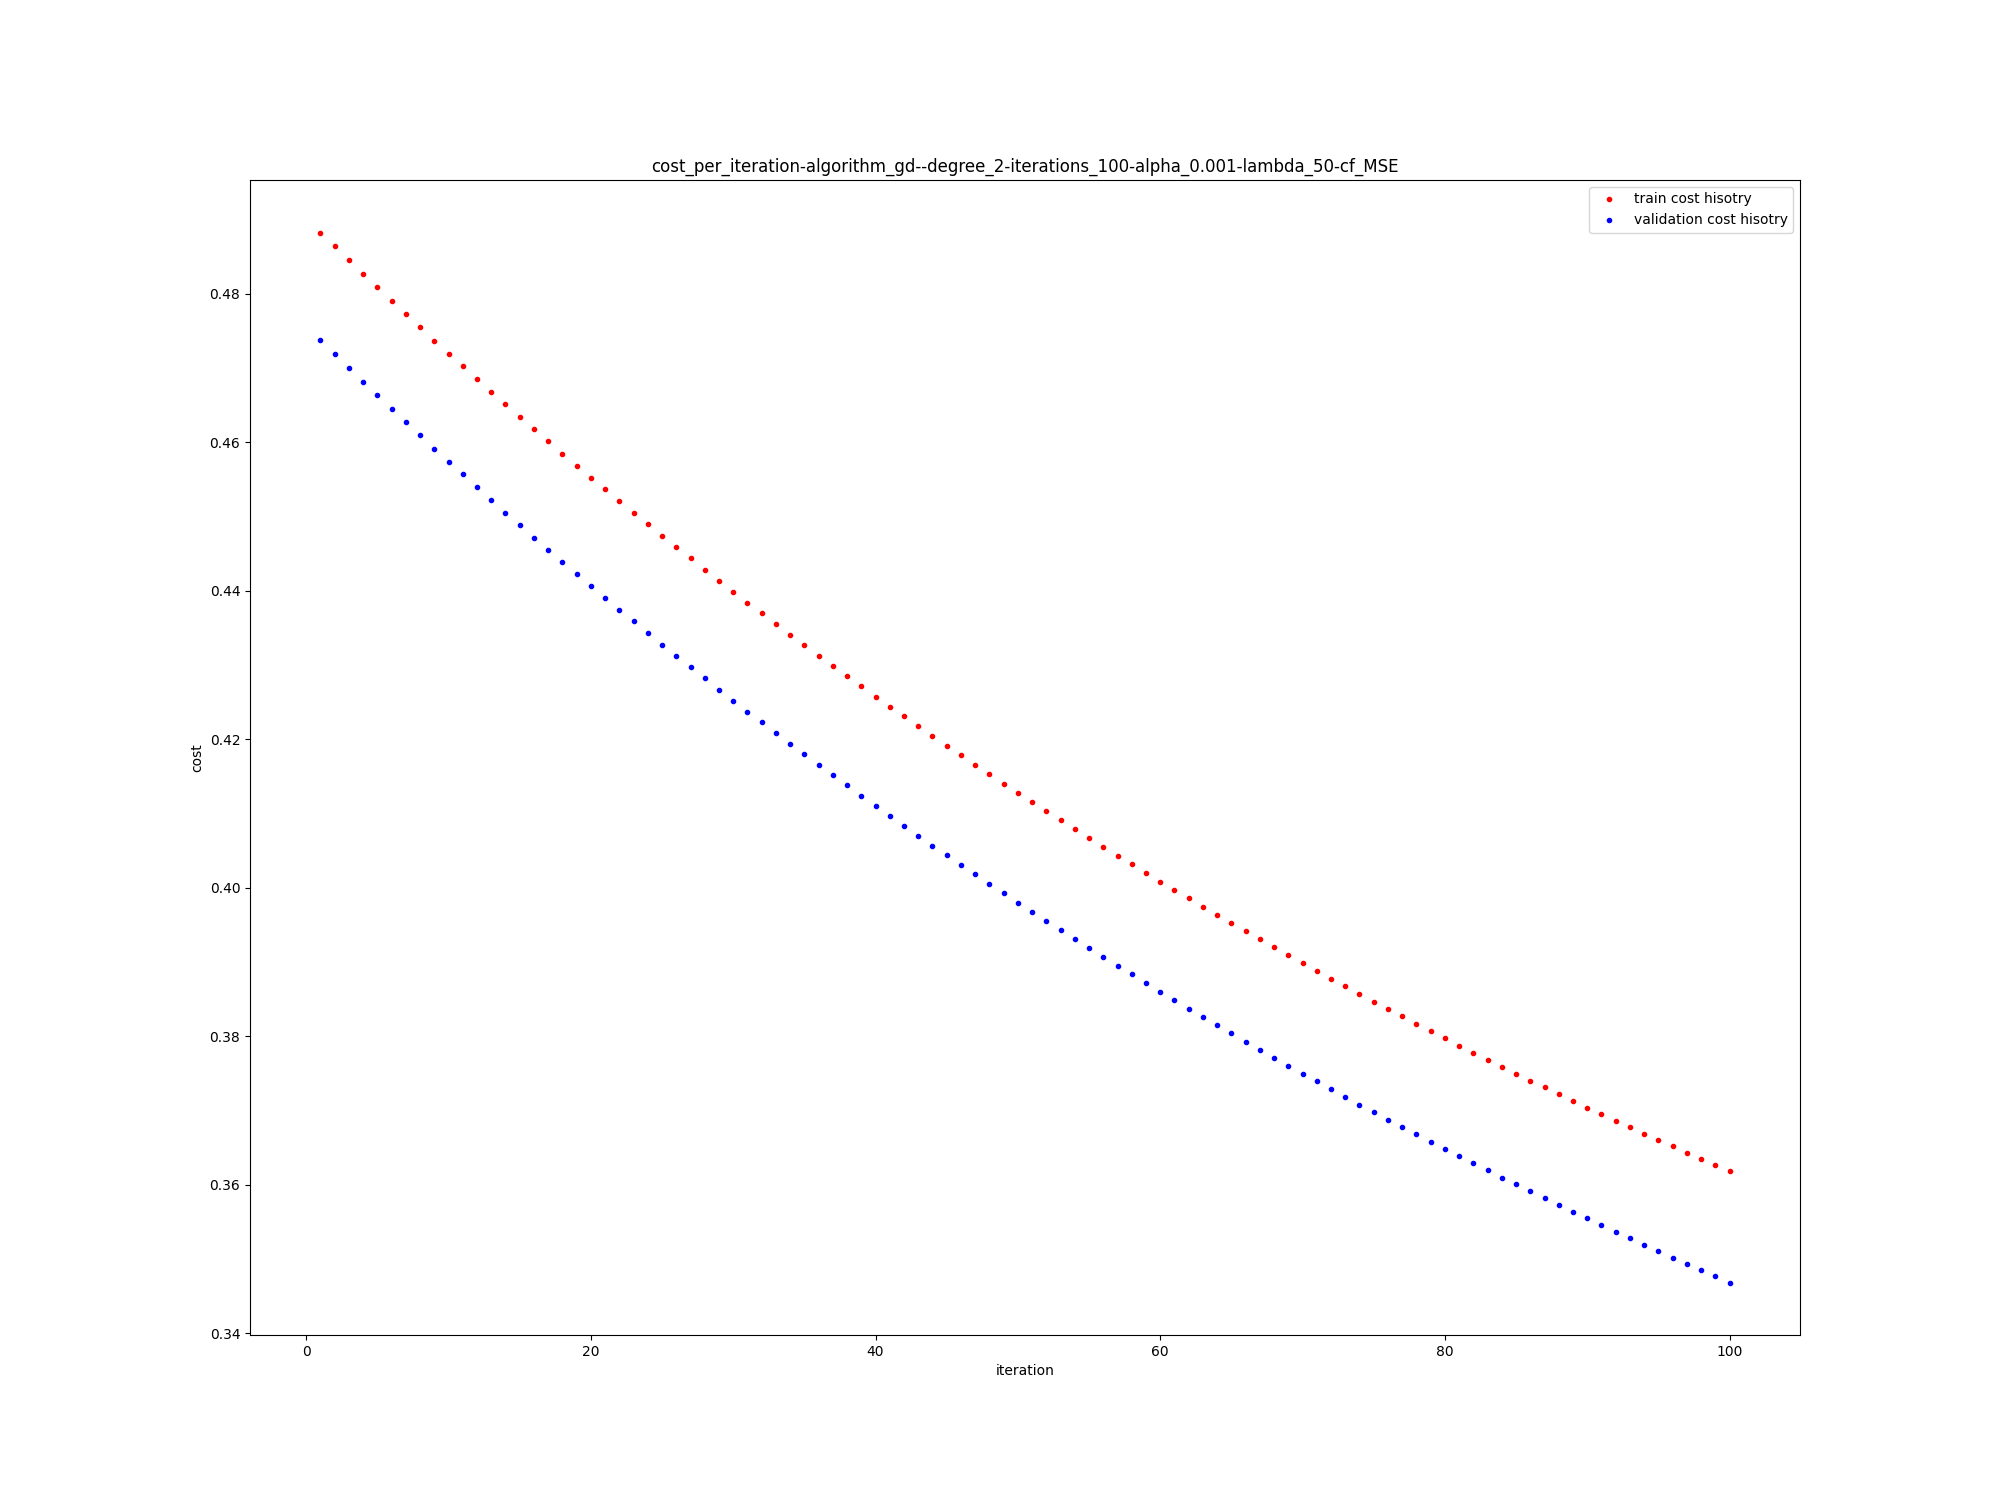 cost_per_iteration-algorithm_gd--degree_2-iterations_100-alpha_0.001-lambda_50-cf_MSE
train cost hisotry
validation cost hisotry
0.48
0.46
0.44
0.42
0.40
0.38
0.36
0.34
cost
0 20 40 60 80 100
iteration